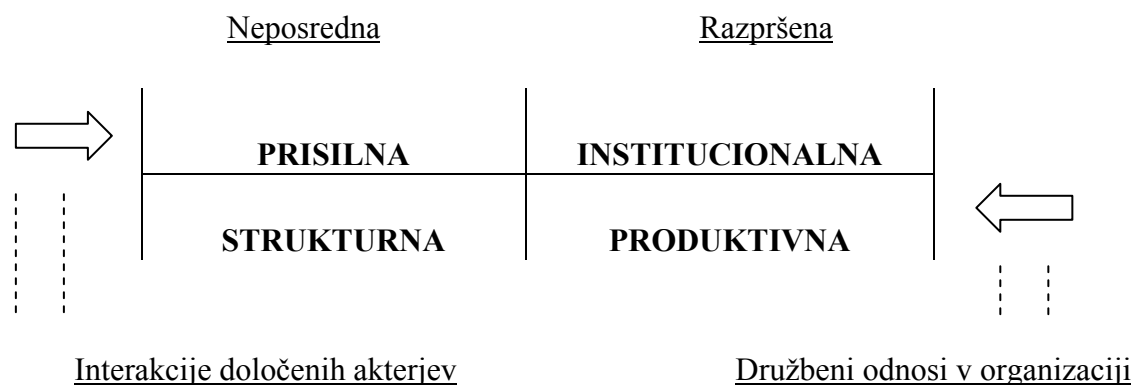 Neposredna Razpršena
PRISILNA INSTITUCIONALNA
STRUKTURNA PRODUKTIVNA
Interakcije določenih akterjev Družbeni odnosi v organizaciji